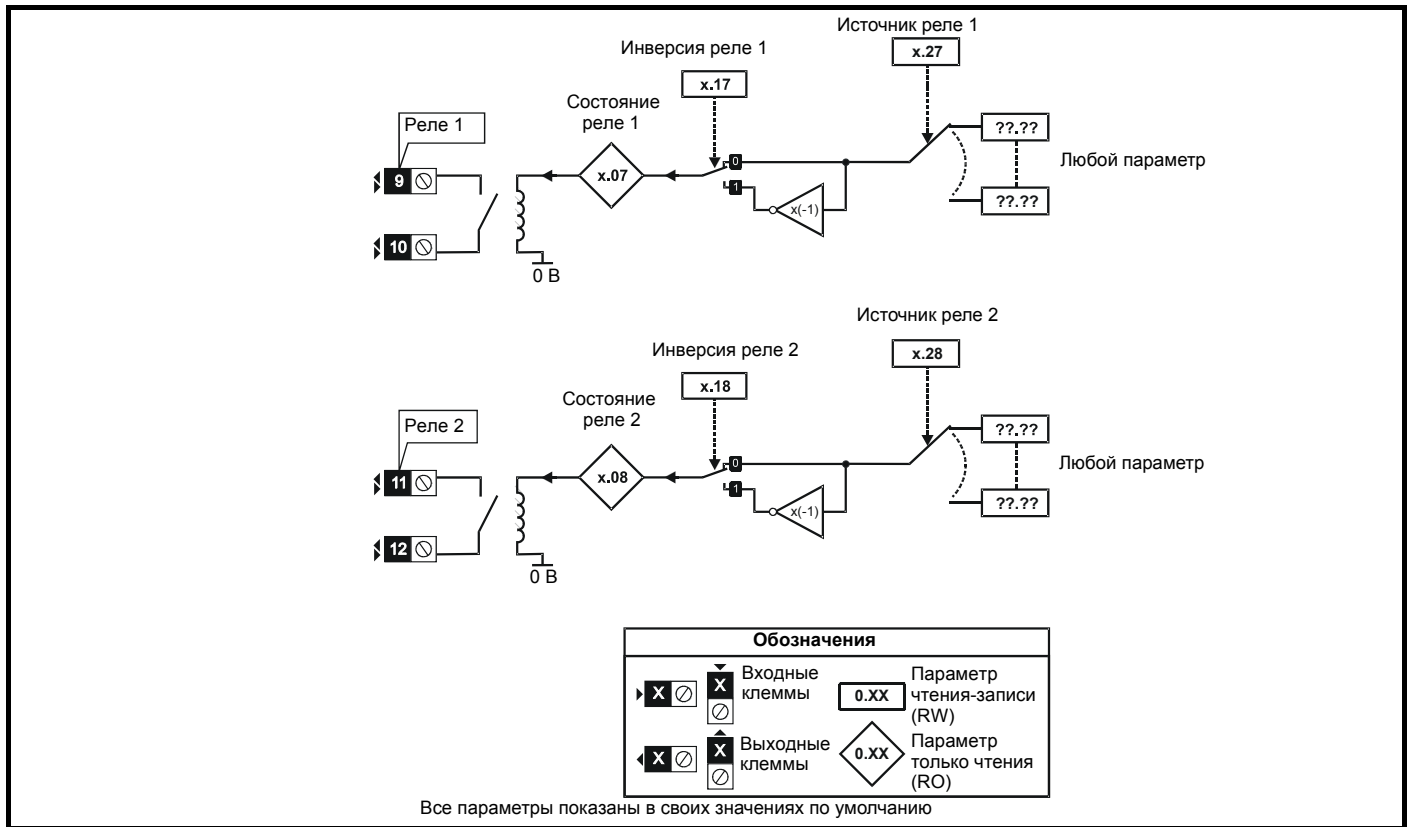 Источник реле 1
x.27
Инверсия реле 1
x.17
Состояние
реле 1
x.07
Реле 1
9
10
0 В
0
1
x(-1)
??.??
??.??
Любой параметр
Источник реле 2
x.28
Инверсия реле 2
x.18
Состояние
реле 2
x.08
Реле 2
11
12
0 В
0
1
x(-1)
??.??
??.??
Любой параметр
Обозначения
X
X
Входные
клеммы
0.XX
Параметр
чтения-записи
(RW)
X
X
Выходные
клеммы
0.XX
Параметр
только чтения
(RO)
Все параметры показаны в своих значениях по умолчанию